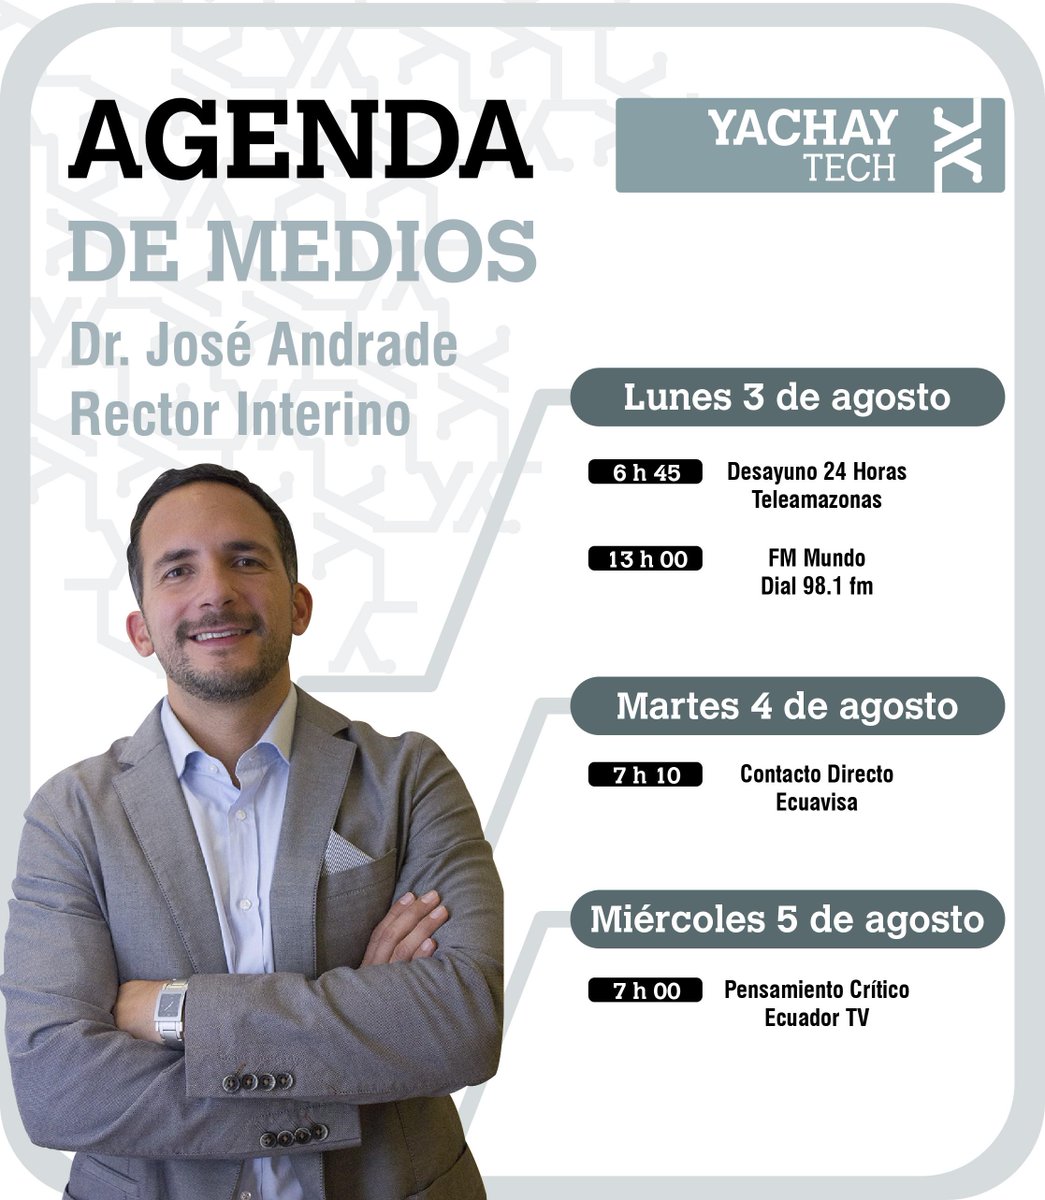 AGENDA
DE MEDIOS
Dr. José Andrade
Rector Interino
YACHAY
TECH
Lunes 3 de agosto
6 h 45
Desayuno 24 Horas
Teleamazonas
13 h 00
FM Mundo
Dial 98.1 fm
Martes 4 de agosto
7 h 10
Contacto Directo
Ecuavisa
Miércoles 5 de agosto
7 h 00
Pensamiento Crítico
Ecuador TV